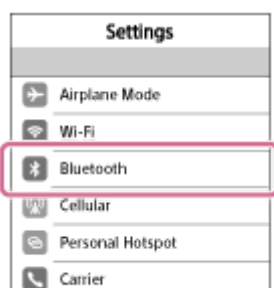 Settings
Airplane Mode
Wi-Fi
Bluetooth
Cellular
Personal Hotspot
Carrier